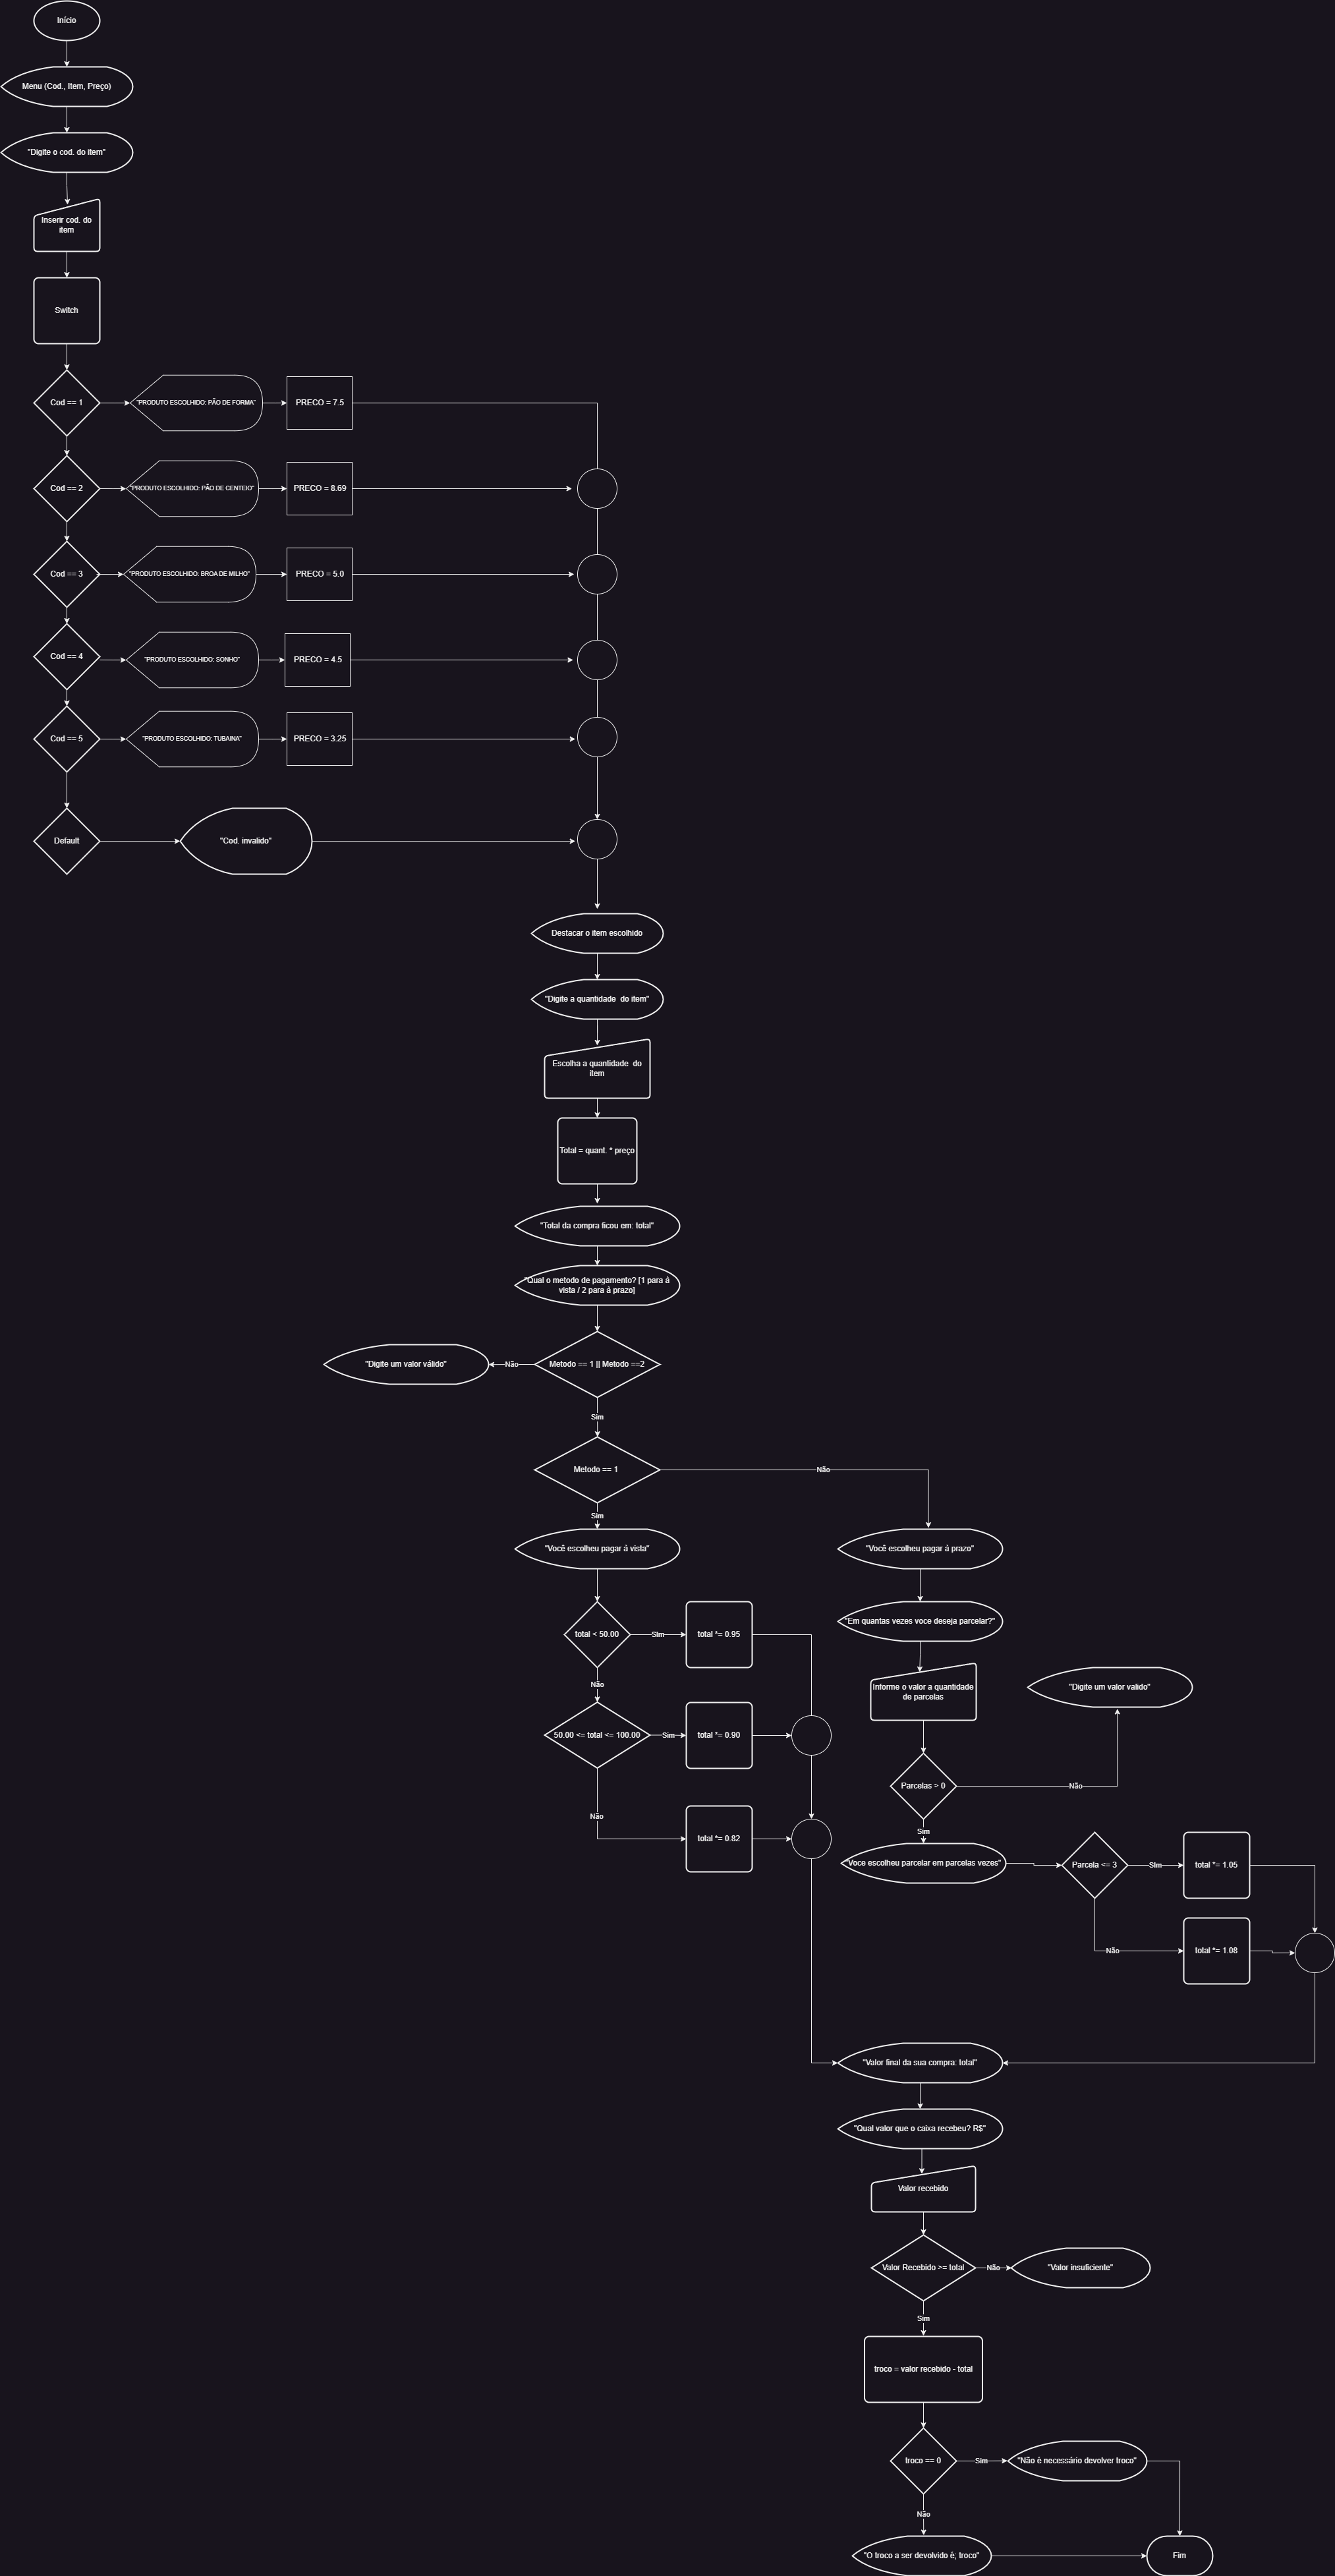 Início
Menu (Cod., Item, Preço)
"Digite o cod. do item"
Inserir cod. do
item
Switch
Cod == 1
"PRODUTO ESCOLHIDO: PÃO DE FORMA"
PRECO = 7.5
Cod == 2
"PRODUTO ESCOLHIDO: PÃO DE CENTEIO"
PRECO = 8.69
Cod == 3
"PRODUTO ESCOLHIDO: BROA DE MILHO"
PRECO = 5.0
Cod == 4
"PRODUTO ESCOLHIDO: SONHO"
PRECO = 4.5
Cod == 5
"PRODUTO ESCOLHIDO: TUBAINA"
PRECO = 3.25
Default
"Cod. invalido"
Destacar o item escolhido
"Digite a quantidade do item"
Escolha a quantidade do
item
Total = quant. * preço
"Total da compra ficou em: total"
"Qual o metodo de pagamento? [1 para á
vista / 2 para á prazo]
Metodo == 1 || Metodo ==2
Não
"Digite um valor válido"
Sim
Metodo == 1
Não
Sim
"Você escolheu pagar á vista"
"Você escolheu pagar á prazo"
total < 50.00
SIm
total *= 0.95
Não
50.00 <= total <= 100.00
Sim
total *= 0.90
Não
total *= 0.82
"Em quantas vezes voce deseja parcelar?"
Informe o valor a quantidade
de parcelas
"Digite um valor valido"
Parcelas > 0
Não
Sim
"Voce escolheu parcelar em parcelas vezes"
Parcela <= 3
SIm
total *= 1.05
Não
total *= 1.08
"Valor final da sua compra: total"
"Qual valor que o caixa recebeu? R$"
Valor recebido
Valor Recebido >= total
Não
"Valor insuficiente"
Sim
troco = valor recebido - total
troco == 0
Sim
"Não é necessário devolver troco"
Não
"O troco a ser devolvido é; troco"
Fim